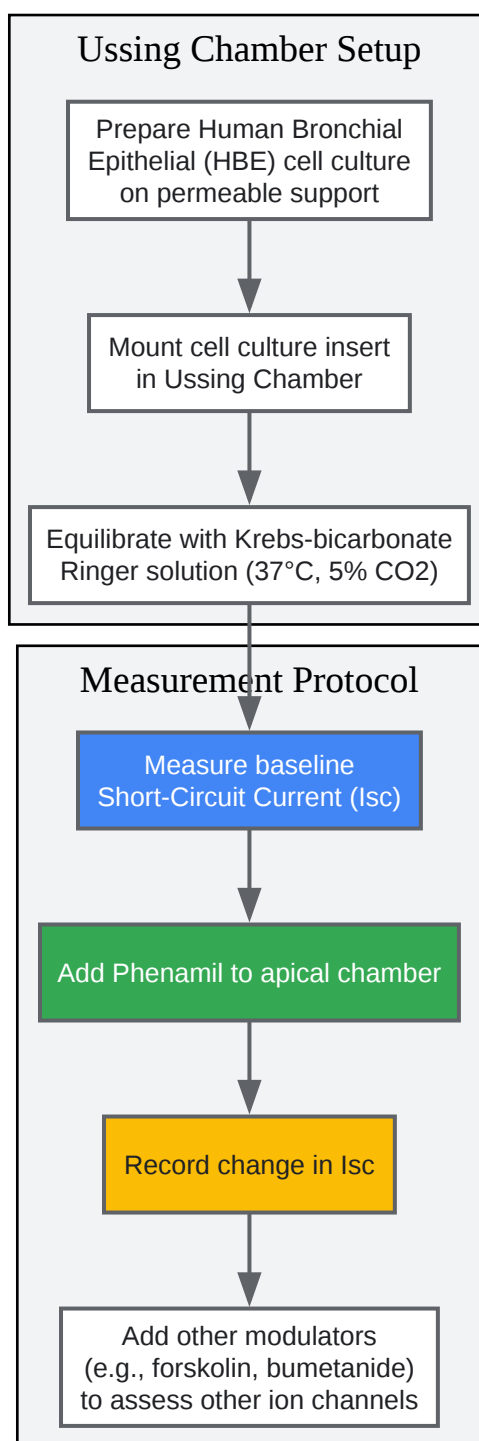 Ussing Chamber Setup
Prepare Human Bronchial
Epithelial (HBE) cell culture
on permeable support
Mount cell culture insert
in Ussing Chamber
Equilibrate with Krebs-bicarbonate
Ringer solution (37°C, 5% CO2)
Measurement Protocol
Measure baseline
Short-Circuit Current (Isc)
Add Phenamil to apical chamber
Record change in Isc
Add other modulators
(e.g., forskolin, bumetanide)
to assess other ion channels